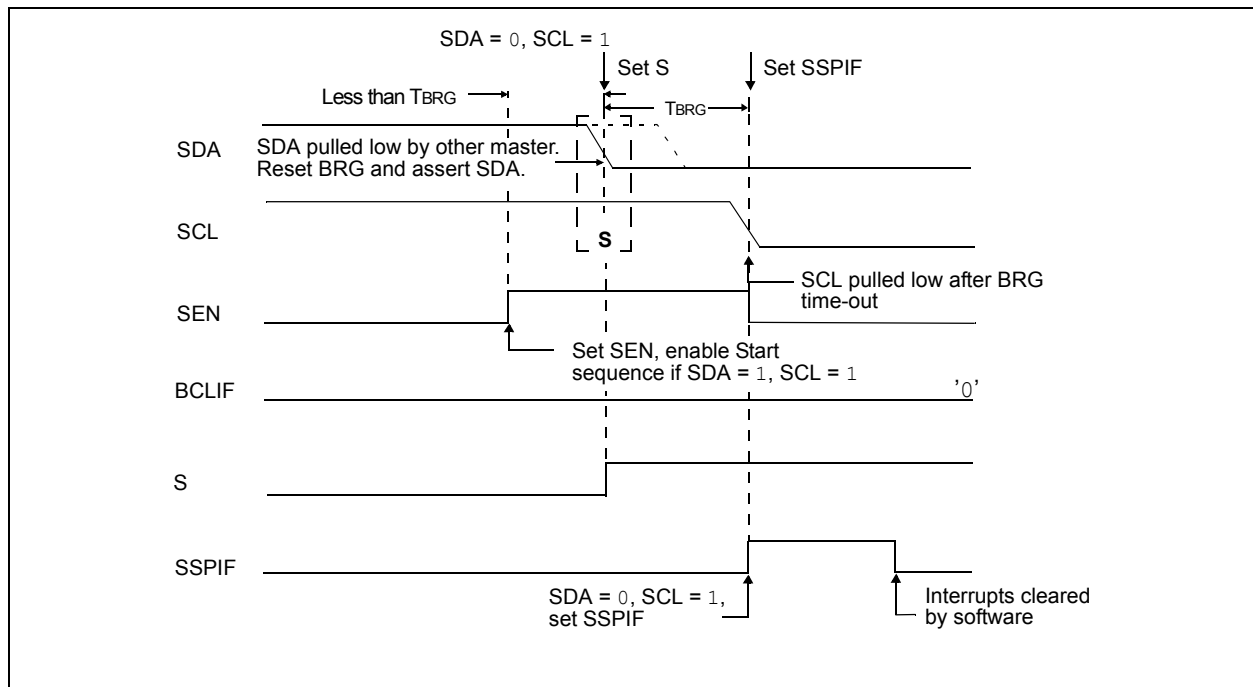 SDA = 0, SCL = 1
Set S
Set SSPIF
Less than TBRG
TBRG
SDA
SDA pulled low by other master.
Reset BRG and assert SDA.
SCL
S
SCL pulled low after BRG
time-out
SEN
Set SEN, enable Start
sequence if SDA = 1, SCL = 1
BCLIF
'0'
S
SSPIF
SDA = 0, SCL = 1,
set SSPIF
Interrupts cleared
by software